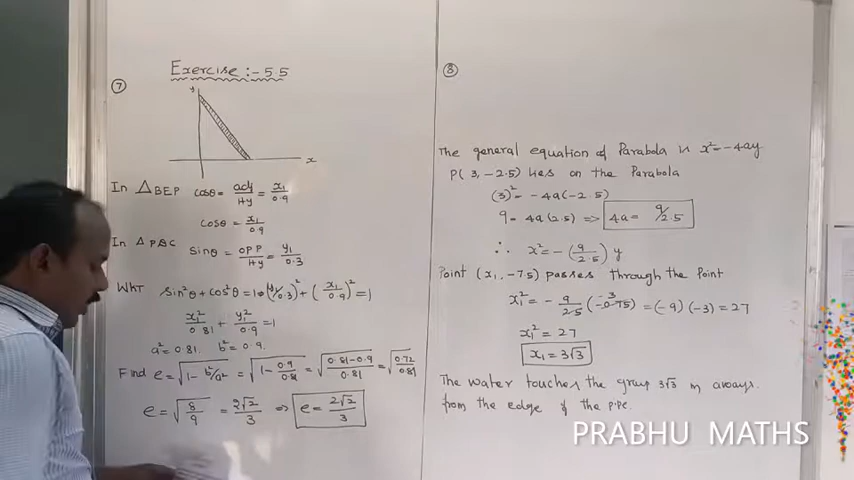 Exercise :- 5.5
⑦
y
x
In △BEP cosθ = adj/Hy = x₁/0.9
cosθ = x₁/0.9
In △ PBC sinθ = OPP/Hy = y₁/0.3
WKT sin²θ + cos²θ = 1 ⇒ (y₁/0.3)² + (x₁/0.9)² = 1
x₁²/0.81 + y₁²/0.9 = 1
a² = 0.81. b² = 0.9.
Find e = √(1 - b²/a²) = √(1 - 0.9/0.81) = √((0.81-0.9)/0.81) = √(0.72/0.81)
e = √(8/9) = 2√2/3 ⇒ e = 2√2/3
⑧
The general equation of Parabola is x² = -4ay
P(3, -2.5) lies on the Parabola
(3)² = -4a(-2.5)
9 = 4a(2.5) ⇒ 4a = 9/2.5
∴ x² = -(9/2.5) y
Point (x₁, -7.5) passes through the Point
x₁² = - 9/2.5 (-0.75) -3 = (-9)(-3) = 27
x₁² = 27
x₁ = 3√3
The water touches the 3√3 m
from the edge of the pipe.
PRABHU MATHS